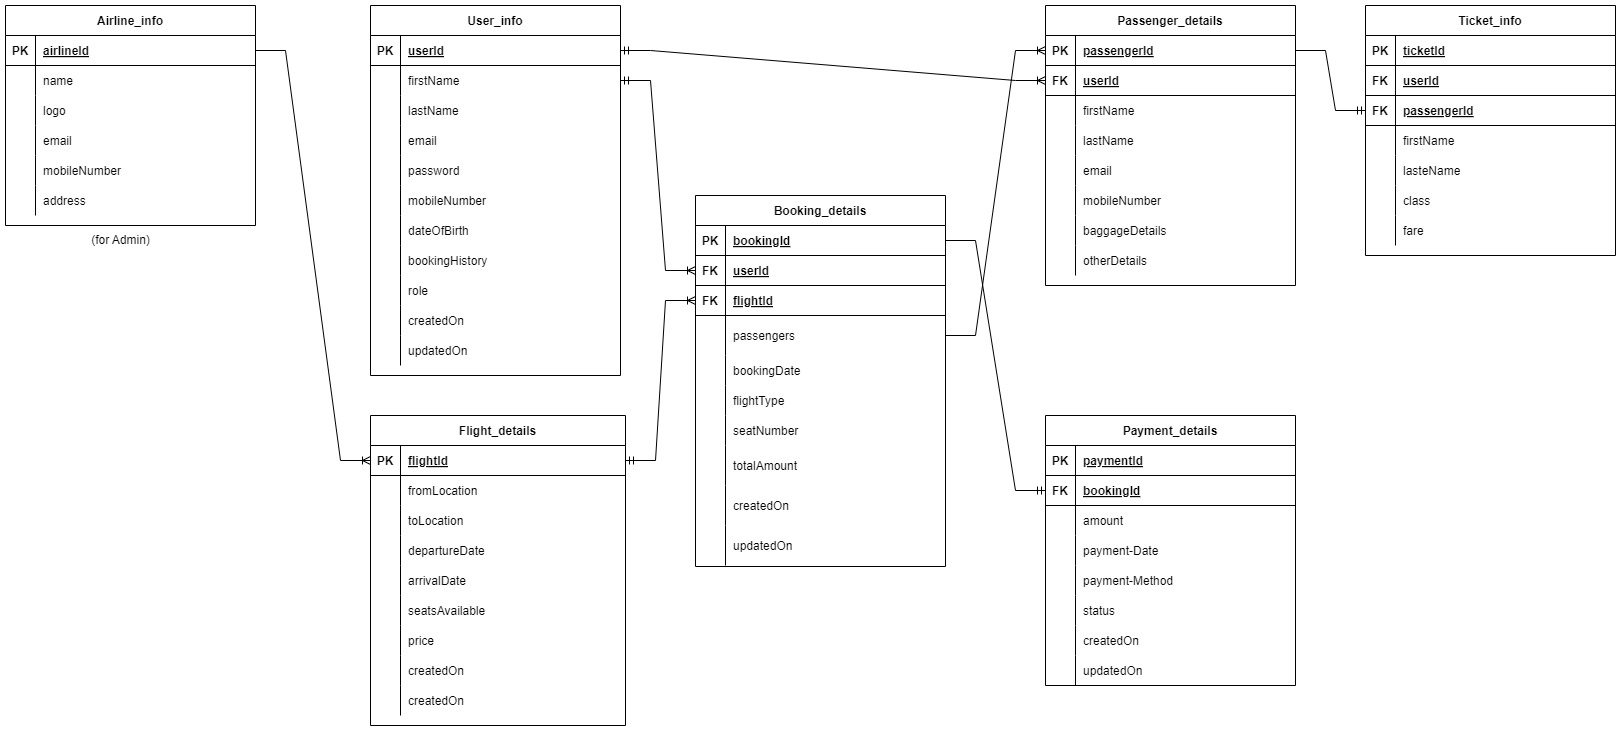 Airline_info
PK airlineId
name
logo
email
mobileNumber
address
(for Admin)
User_info
PK userId
firstName
lastName
email
password
mobileNumber
dateOfBirth
bookingHistory
role
createdOn
updatedOn
Flight_details
PK flightId
fromLocation
toLocation
departureDate
arrivalDate
seatsAvailable
price
createdOn
createdOn
Booking_details
PK bookingId
FK userId
FK flightId
passengers
bookingDate
flightType
seatNumber
totalAmount
createdOn
updatedOn
Passenger_details
PK passengerId
FK userId
firstName
lastName
email
mobileNumber
baggageDetails
otherDetails
Payment_details
PK paymentId
FK bookingId
amount
payment-Date
payment-Method
status
createdOn
updatedOn
Ticket_info
PK ticketId
FK userId
FK passengerId
firstName
lasteName
class
fare